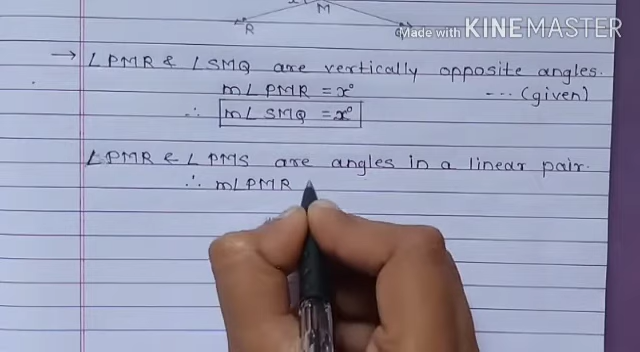 x°
M
R
Made with KINEMASTER
→ ∠PMR & ∠SMQ are vertically opposite angles.
m∠PMR = x° --- (given)
∴ m∠SMQ = x°
∠PMR & ∠PMS are angles in a linear pair.
∴ m∠PMR